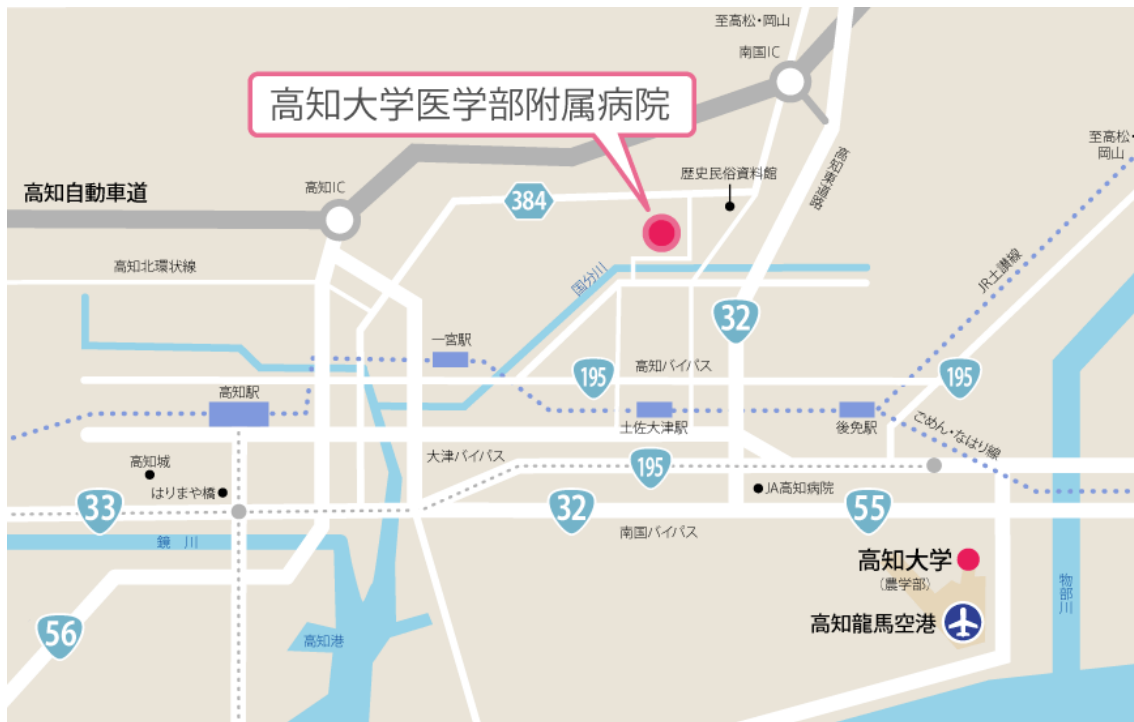 至高松・岡山
南国IC
高知大学医学部附属病院
至高松・
岡山
高知東道路
歴史民俗資料館
高知IC
高知自動車道
384
高知北環状線
国分川
JR土讃線
32
一宮駅
高知バイパス
195
195
高知駅
土佐大津駅
後免駅
ごめん・なはり線
大津バイパス
高知城
195
はりまや橋
JA高知病院
33
32
55
南国バイパス
鏡 川
高知大学
(農学部)
物部川
高知龍馬空港
56
高知港